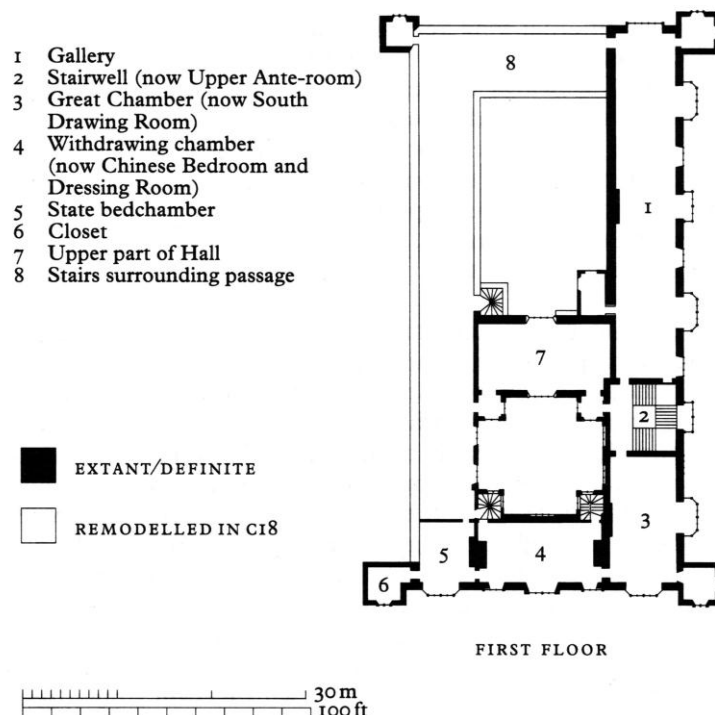 1 Gallery
2 Stairwell (now Upper Ante-room)
3 Great Chamber (now South
Drawing Room)
4 Withdrawing chamber
(now Chinese Bedroom and
Dressing Room)
5 State bedchamber
6 Closet
7 Upper part of Hall
8 Stairs surrounding passage
8
1
7
2
3
5
4
6
EXTANT/DEFINITE
REMODELLED IN C18
FIRST FLOOR
30 m
100 ft